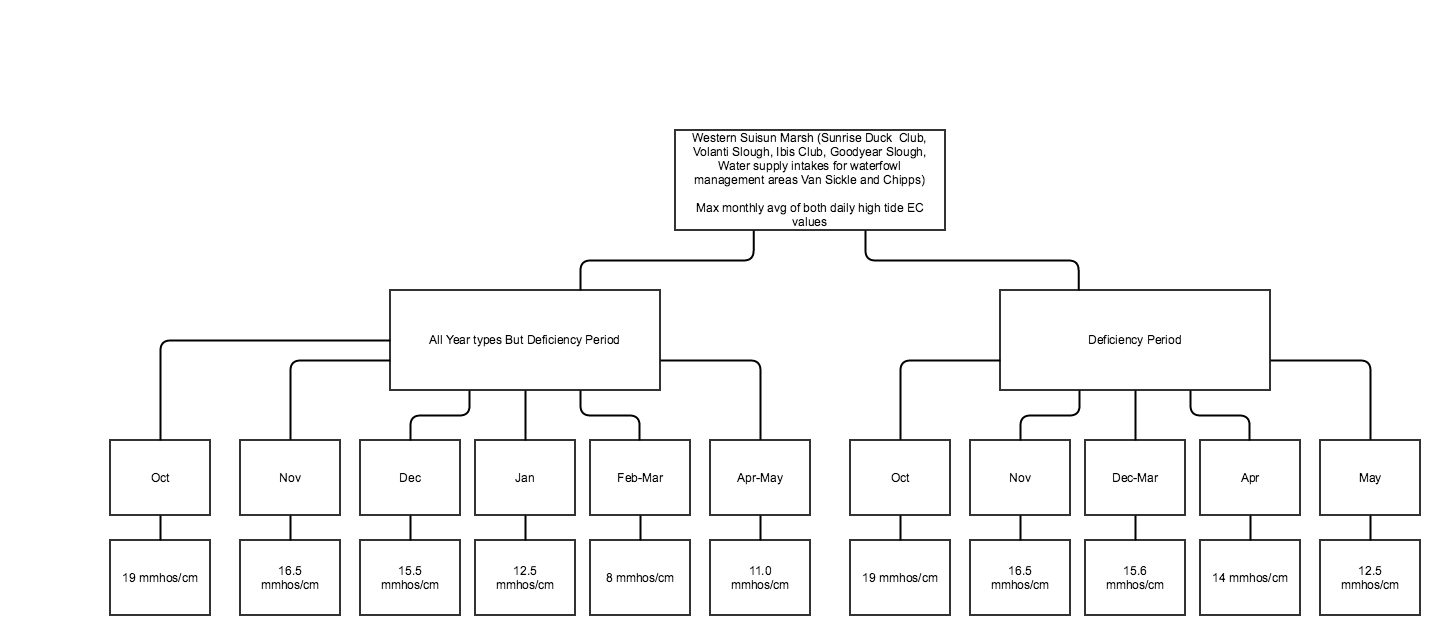 Western Suisun Marsh (Sunrise Duck  Club,
Volanti Slough, Ibis Club, Goodyear Slough,
Water supply intakes for waterfowl
management areas Van Sickle and Chipps)
Max monthly avg of both daily high tide EC
values
All Year types But Deficiency Period
Deficiency Period
Oct
Nov
Dec
Jan
Feb-Mar
Apr-May
Oct
Nov
Dec-Mar
Apr
May
19 mmhos/cm
16.5
mmhos/cm
15.5
mmhos/cm
12.5
mmhos/cm
8 mmhos/cm
11.0
mmhos/cm
19 mmhos/cm
16.5
mmhos/cm
15.6
mmhos/cm
14 mmhos/cm
12.5
mmhos/cm